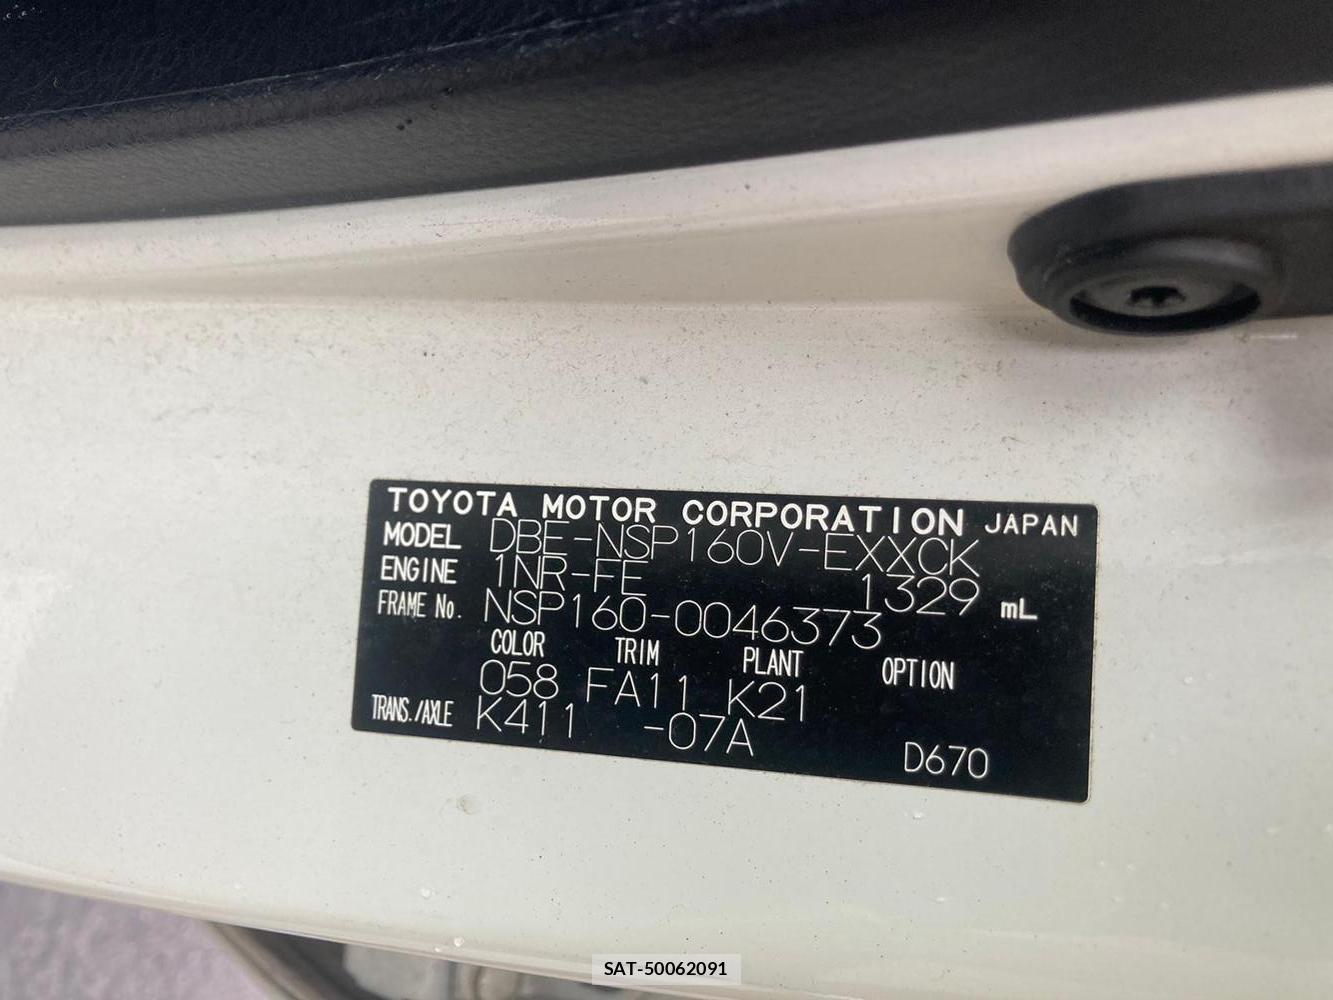 TOYOTA MOTOR CORPORATION JAPAN
MODEL DBE-NSP160V-EXXCK
ENGINE 1NR-FE 1329 mL
FRAME No. NSP160-0046373
COLOR TRIM PLANT OPTION
058 FA11 K21
TRANS./AXLE K411 -07A
D670
SAT-50062091